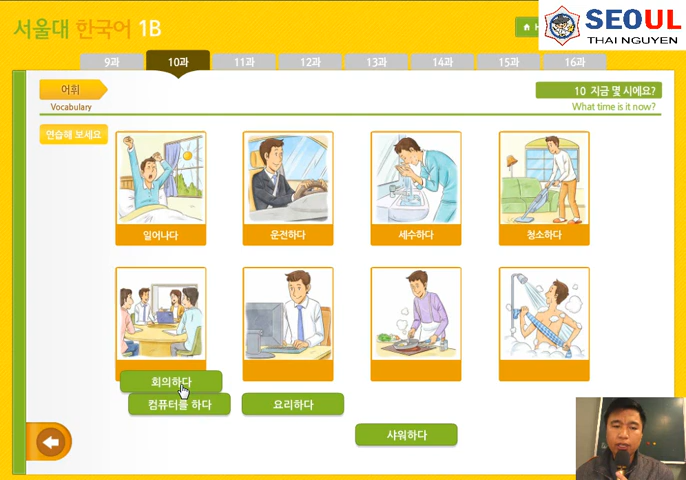 서울대 한국어 1B
SEOUL
THAI NGUYEN
9과 10과 11과 12과 13과 14과 15과 16과
어휘
Vocabulary
10 지금 몇 시예요?
What time is it now?
연습해 보세요
일어나다 운전하다 세수하다 청소하다
회의하다
컴퓨터를 하다 요리하다
샤워하다